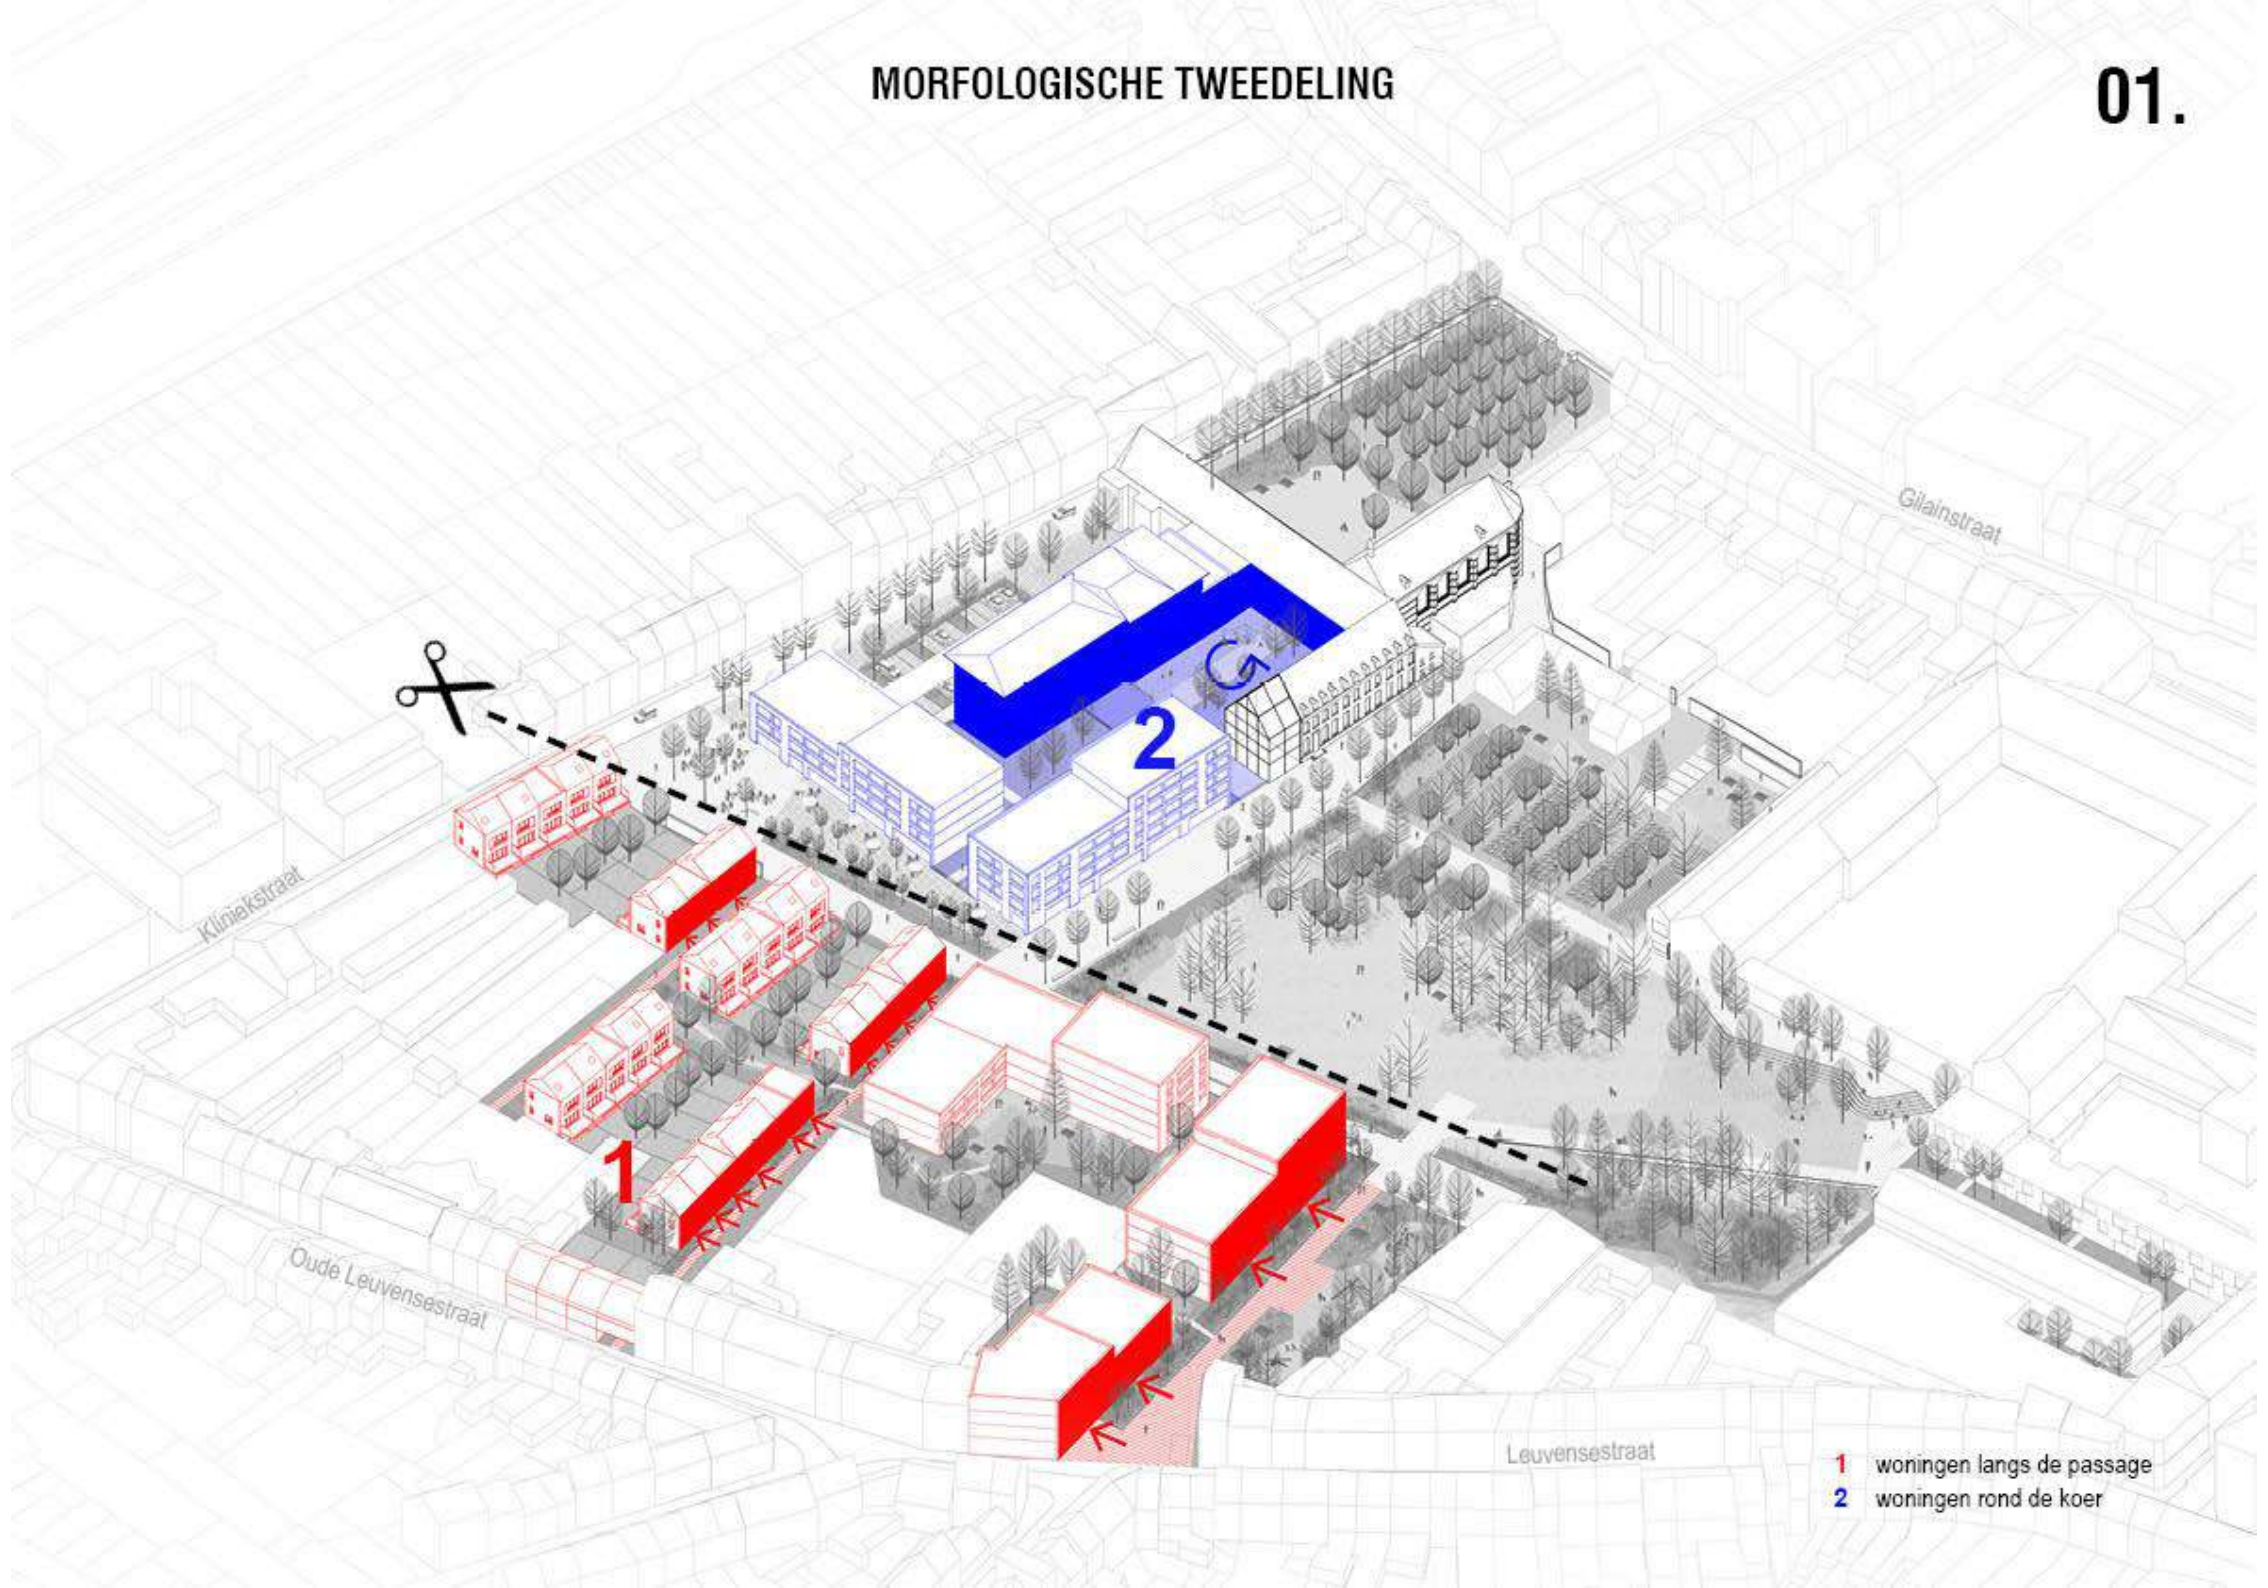 MORFOLOGISCHE TWEEDELING
01.
Gilainstraat
2
Kliniekstraat
1
Oude Leuvensestraat
Leuvensestraat
1 woningen langs de passage
2 woningen rond de koer